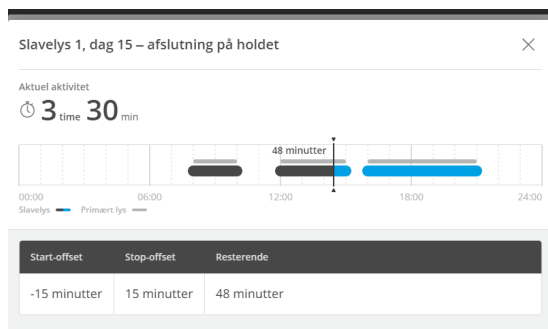 Slavelys 1, dag 15 – afslutning på holdet
Aktuel aktivitet
3 time 30 min
48 minutter
00:00 06:00 12:00 18:00 24:00
Slavelys Primært lys
Start-offset Stop-offset Resterende
-15 minutter 15 minutter 48 minutter